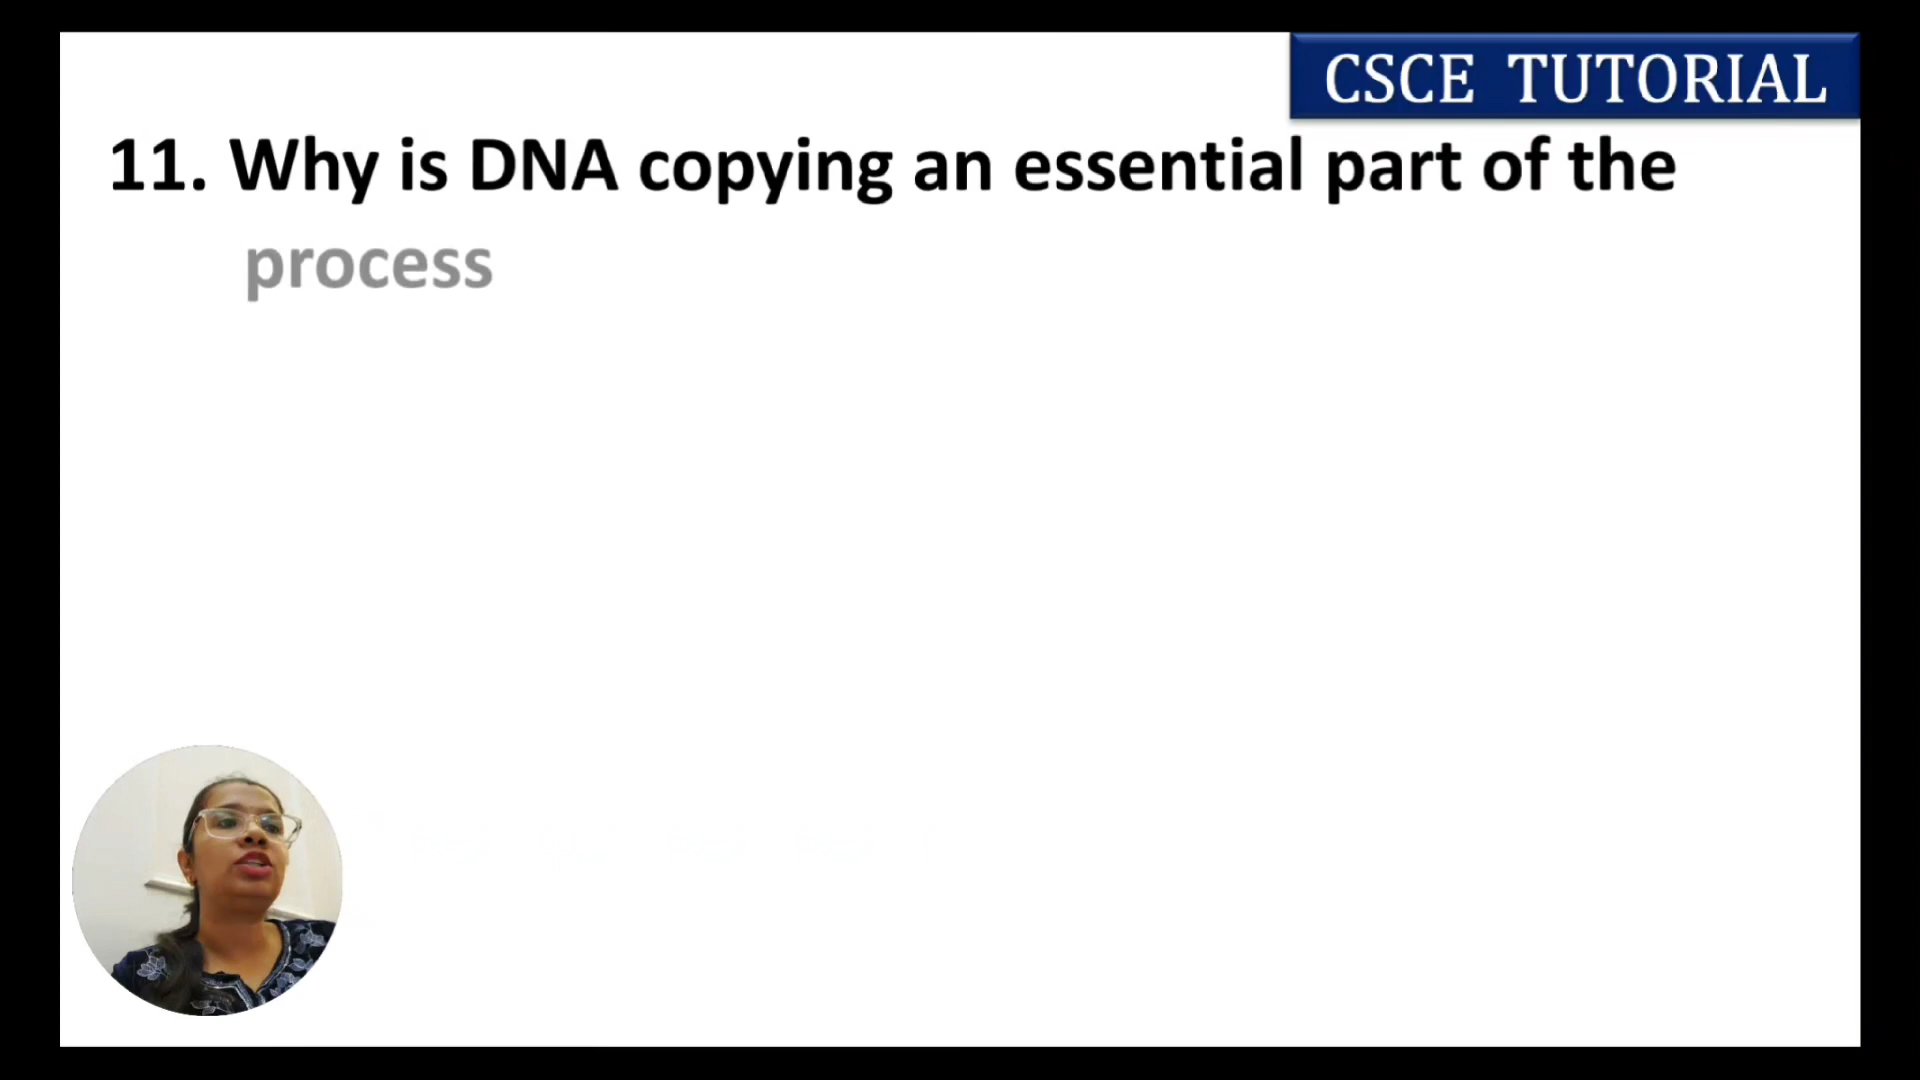 CSCE TUTORIAL
11. Why is DNA copying an essential part of the
process